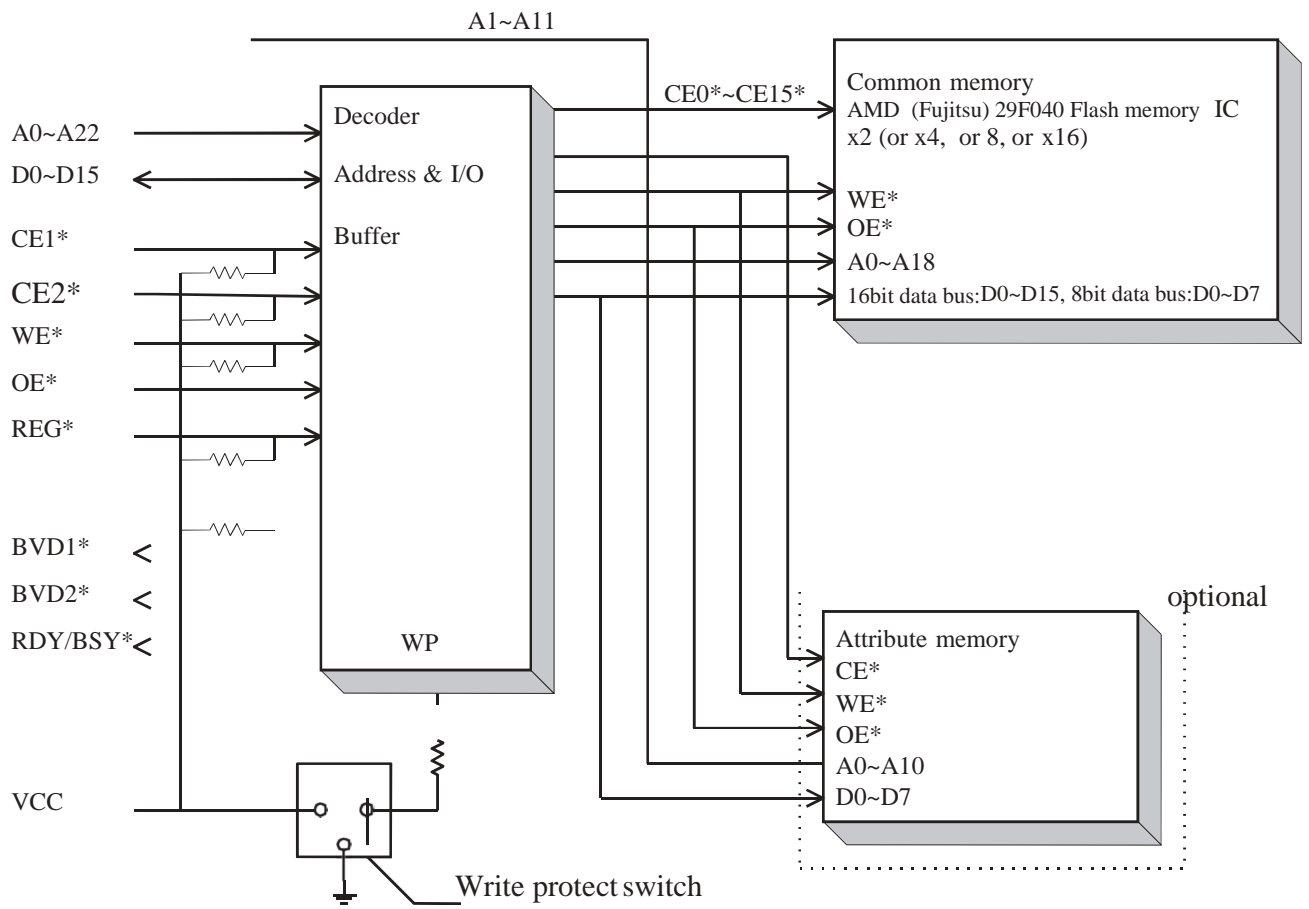 A1~A11
A0~A22
D0~D15
CE1*
CE2*
WE*
OE*
REG*
BVD1*
BVD2*
RDY/BSY*
VCC
Decoder
Address & I/O
Buffer
WP
CE0*~CE15*
Common memory
AMD (Fujitsu) 29F040 Flash memory IC
x2 (or x4, or 8, or x16)
WE*
OE*
A0~A18
16bit data bus:D0~D15, 8bit data bus:D0~D7
optional
Attribute memory
CE*
WE*
OE*
A0~A10
D0~D7
Write protect switch